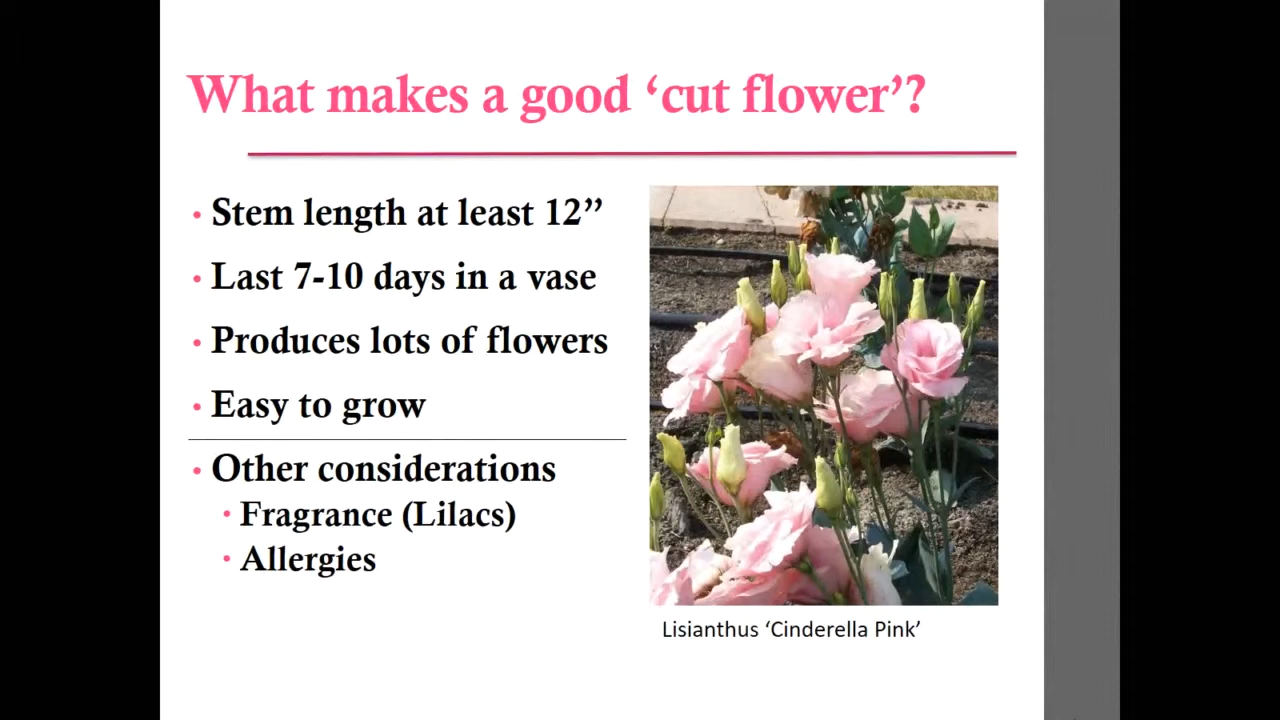 What makes a good ‘cut flower’?
• Stem length at least 12”
• Last 7-10 days in a vase
• Produces lots of flowers
• Easy to grow
• Other considerations
• Fragrance (Lilacs)
• Allergies
Lisianthus ‘Cinderella Pink’